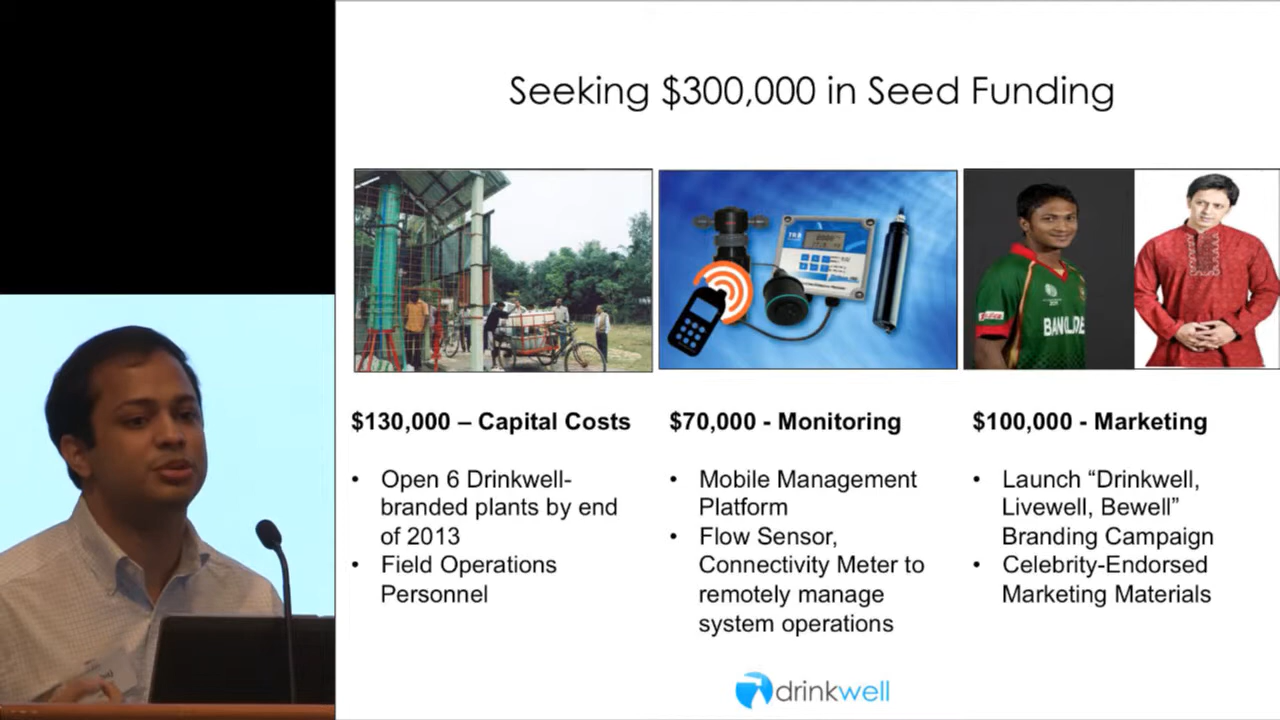 Seeking $300,000 in Seed Funding
BANGLADE
$130,000 – Capital Costs
• Open 6 Drinkwell-
branded plants by end
of 2013
• Field Operations
Personnel
$70,000 - Monitoring
• Mobile Management
Platform
• Flow Sensor,
Connectivity Meter to
remotely manage
system operations
$100,000 - Marketing
• Launch “Drinkwell,
Livewell, Bewell”
Branding Campaign
• Celebrity-Endorsed
Marketing Materials
drinkwell